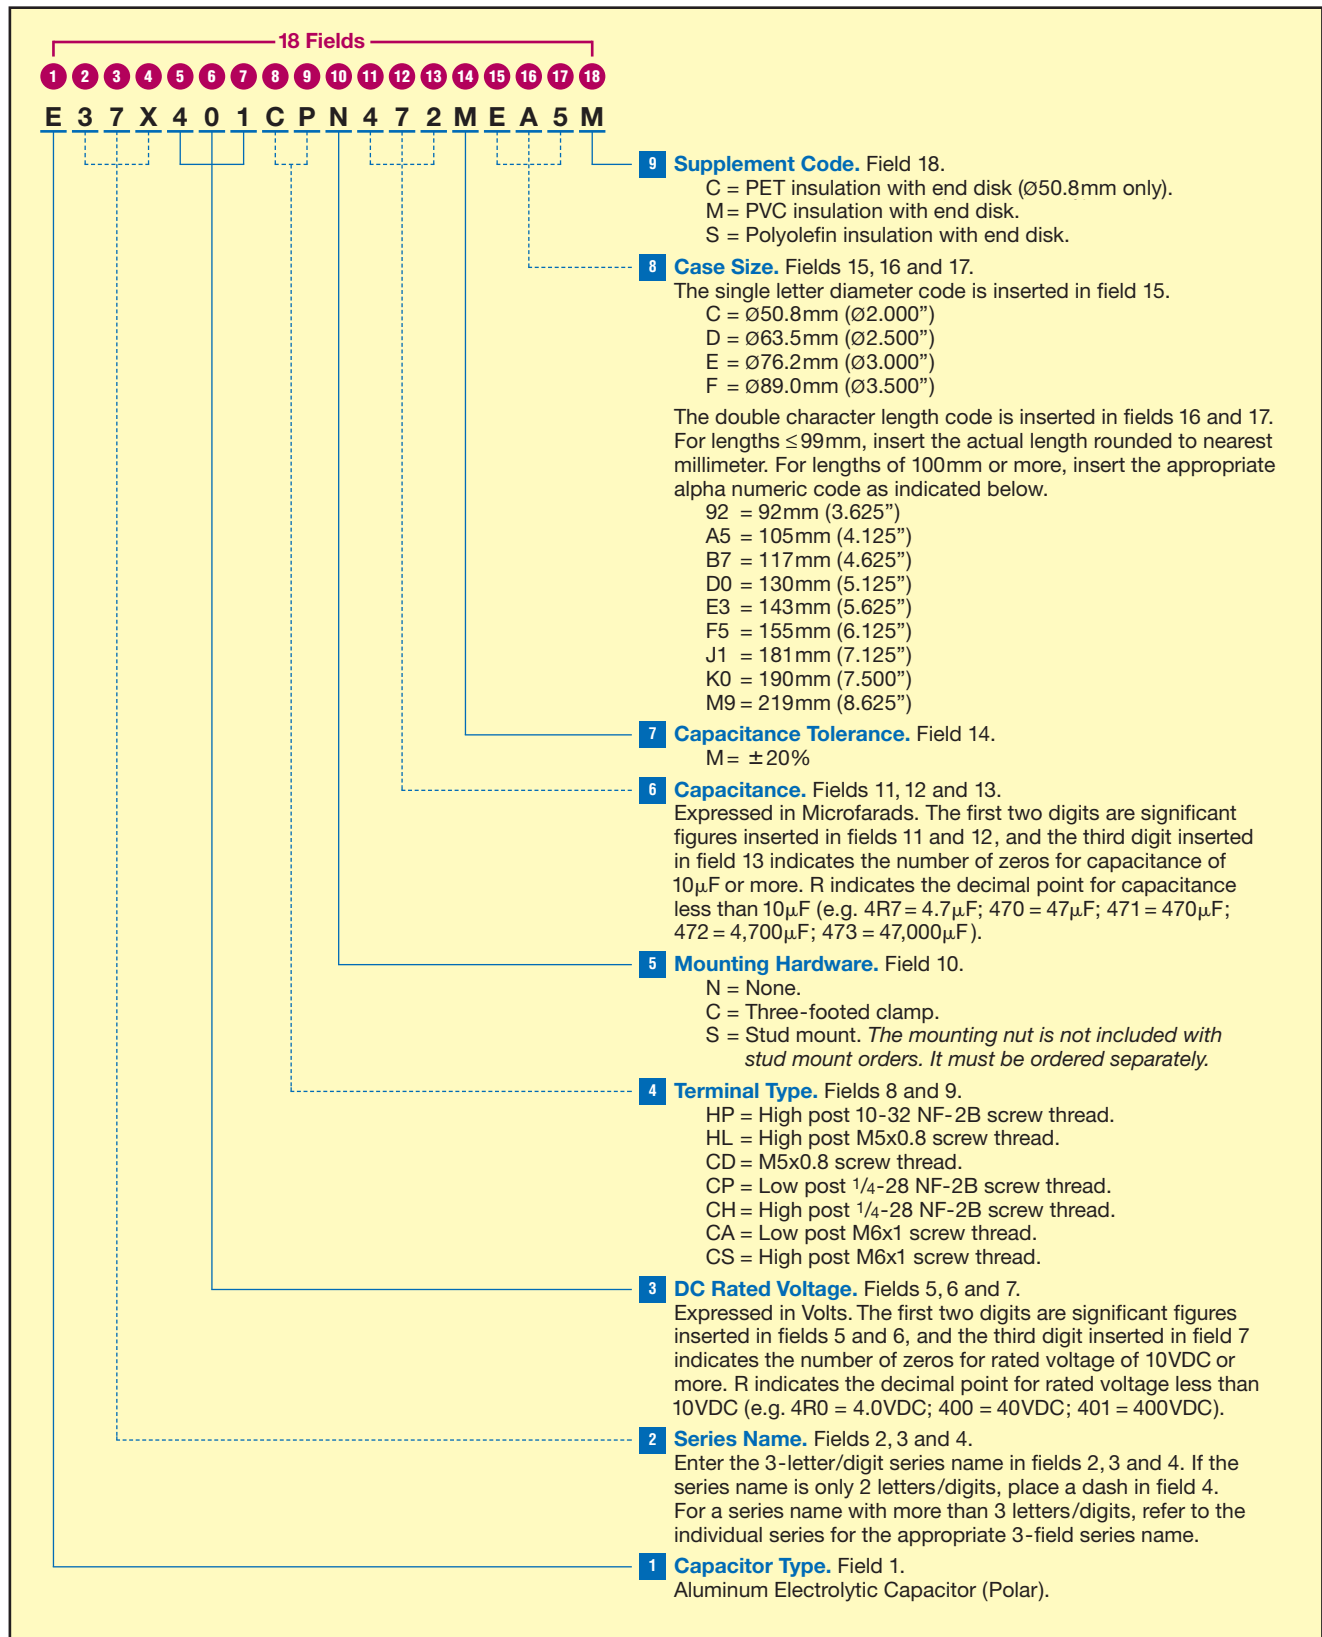 18 Fields
1 2 3 4 5 6 7 8 9 10 11 12 13 14 15 16 17 18
E 3 7 X 4 0 1 C P N 4 7 2 M E A 5 M
9 Supplement Code. Field 18.
C = PET insulation with end disk (Ø50.8mm only).
M = PVC insulation with end disk.
S = Polyolefin insulation with end disk.
8 Case Size. Fields 15, 16 and 17.
The single letter diameter code is inserted in field 15.
C = Ø50.8mm (Ø2.000”)
D = Ø63.5mm (Ø2.500”)
E = Ø76.2mm (Ø3.000”)
F = Ø89.0mm (Ø3.500”)
The double character length code is inserted in fields 16 and 17.
For lengths ≤99mm, insert the actual length rounded to nearest
millimeter. For lengths of 100mm or more, insert the appropriate
alpha numeric code as indicated below.
92 = 92mm (3.625”)
A5 = 105mm (4.125”)
B7 = 117mm (4.625”)
D0 = 130mm (5.125”)
E3 = 143mm (5.625”)
F5 = 155mm (6.125”)
J1 = 181mm (7.125”)
K0 = 190mm (7.500”)
M9 = 219mm (8.625”)
7 Capacitance Tolerance. Field 14.
M = ±20%
6 Capacitance. Fields 11, 12 and 13.
Expressed in Microfarads. The first two digits are significant
figures inserted in fields 11 and 12, and the third digit inserted
in field 13 indicates the number of zeros for capacitance of
10µF or more. R indicates the decimal point for capacitance
less than 10µF (e.g. 4R7 = 4.7µF; 470 = 47µF; 471 = 470µF;
472 = 4,700µF; 473 = 47,000µF).
5 Mounting Hardware. Field 10.
N = None.
C = Three-footed clamp.
S = Stud mount. The mounting nut is not included with
stud mount orders. It must be ordered separately.
4 Terminal Type. Fields 8 and 9.
HP = High post 10-32 NF-2B screw thread.
HL = High post M5x0.8 screw thread.
CD = M5x0.8 screw thread.
CP = Low post 1/4-28 NF-2B screw thread.
CH = High post 1/4-28 NF-2B screw thread.
CA = Low post M6x1 screw thread.
CS = High post M6x1 screw thread.
3 DC Rated Voltage. Fields 5, 6 and 7.
Expressed in Volts. The first two digits are significant figures
inserted in fields 5 and 6, and the third digit inserted in field 7
indicates the number of zeros for rated voltage of 10VDC or
more. R indicates the decimal point for rated voltage less than
10VDC (e.g. 4R0 = 4.0VDC; 400 = 40VDC; 401 = 400VDC).
2 Series Name. Fields 2, 3 and 4.
Enter the 3-letter/digit series name in fields 2, 3 and 4. If the
series name is only 2 letters/digits, place a dash in field 4.
For a series name with more than 3 letters/digits, refer to the
individual series for the appropriate 3-field series name.
1 Capacitor Type. Field 1.
Aluminum Electrolytic Capacitor (Polar).